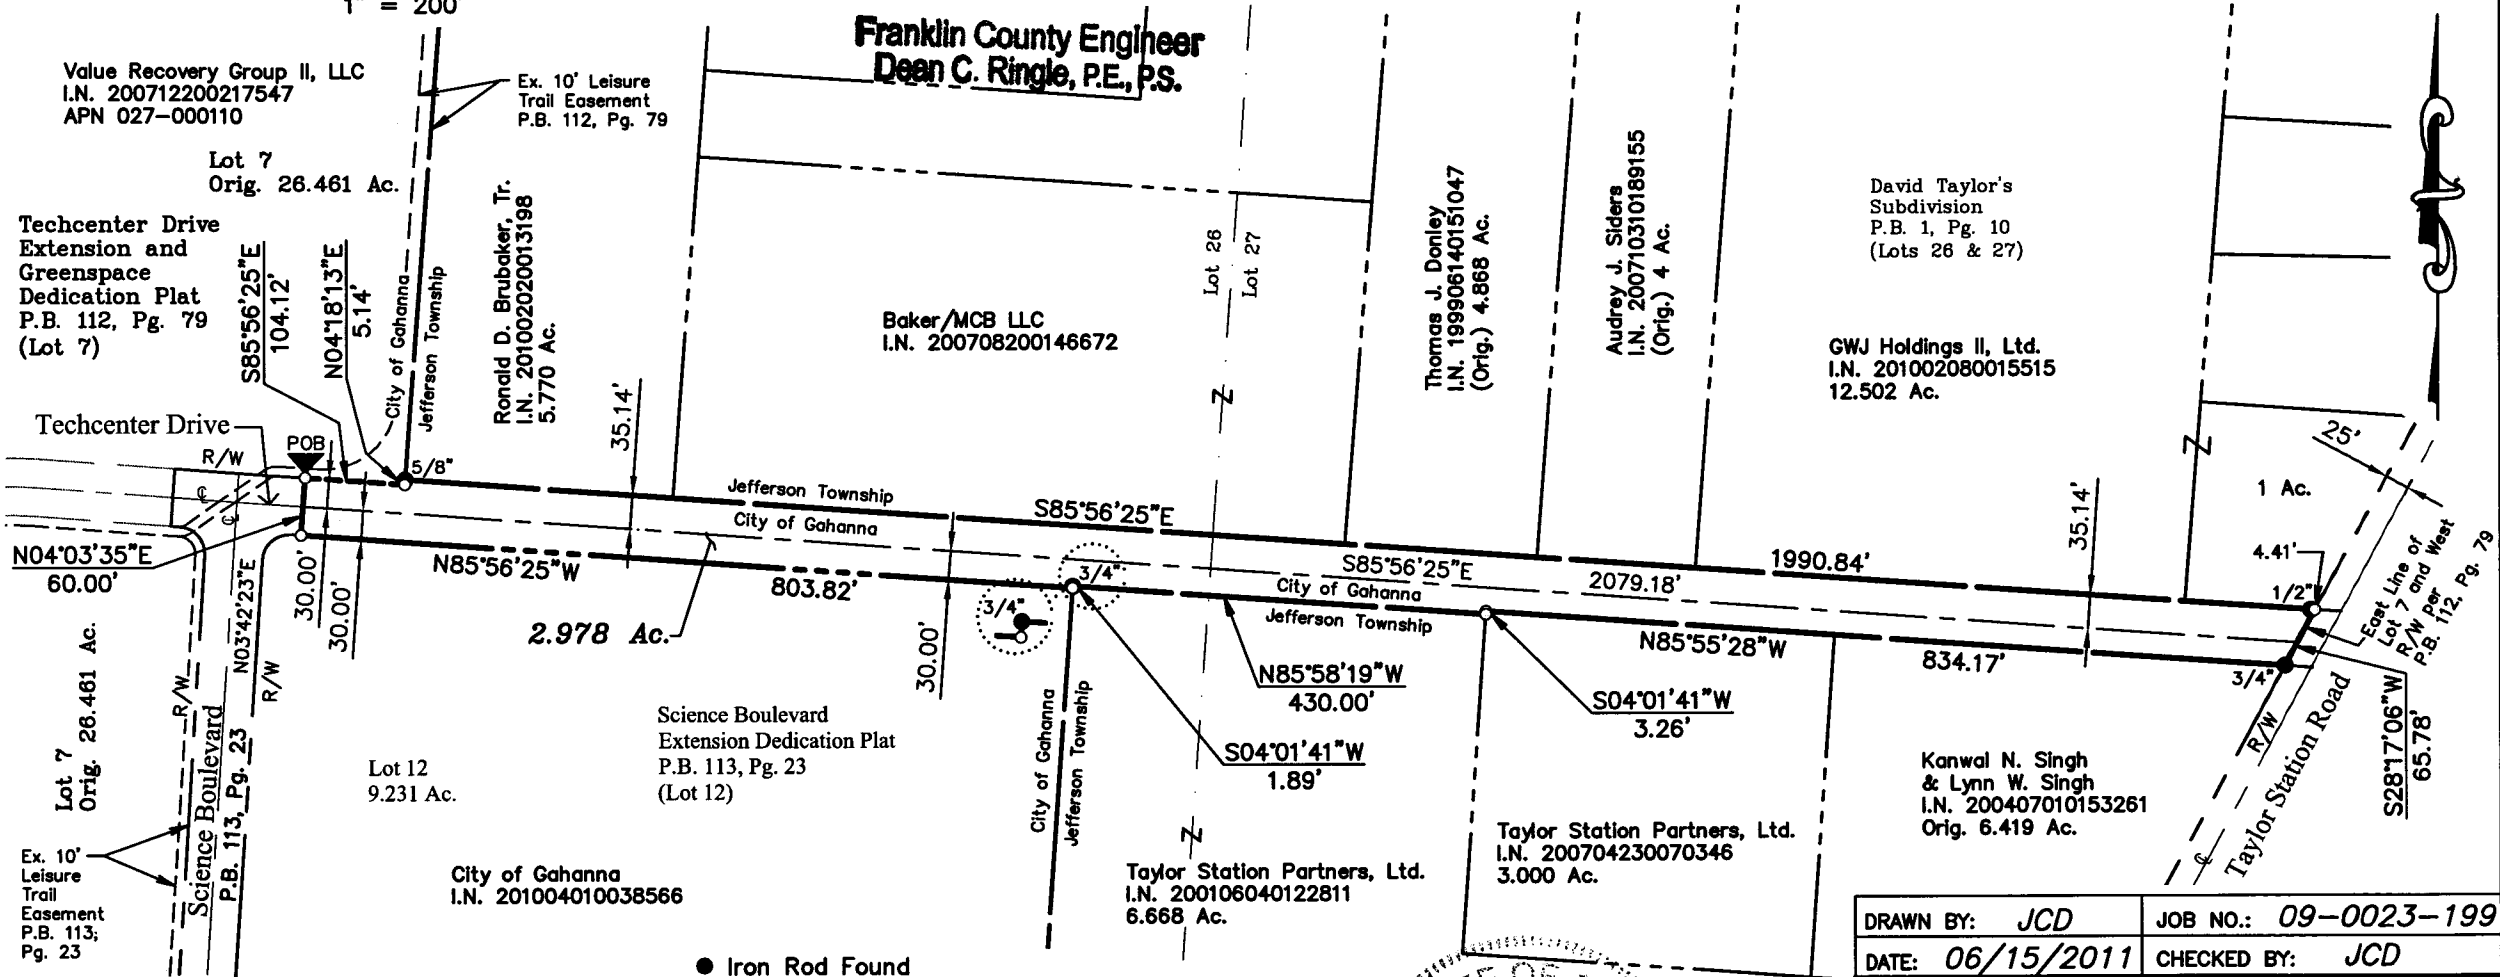 1" = 200'
Franklin County Engineer
Dean C. Ringle, P.E., P.S.
Value Recovery Group II, LLC
I.N. 200712200217547
APN 027-000110
Ex. 10' Leisure
Trail Easement
P.B. 112, Pg. 79
Lot 7
Orig. 26.461 Ac.
Techcenter Drive
Extension and
Greenspace
Dedication Plat
P.B. 112, Pg. 79
(Lot 7)
S85°56'25"E
104.12'
N04°18'13"E
5.14'
City of Gahanna
Jefferson Township
Ronald D. Brubaker, Tr.
I.N. 201002020013198
5.770 Ac.
35.14'
Baker/MCB LLC
I.N. 200708200146672
Lot 26
Lot 27
Thomas J. Donley
I.N. 199906140151047
(Orig.) 4.868 Ac.
Audrey J. Siders
I.N. 200710310189155
(Orig.) 4 Ac.
David Taylor's
Subdivision
P.B. 1, Pg. 10
(Lots 26 & 27)
GWJ Holdings II, Ltd.
I.N. 201002080015515
12.502 Ac.
25'
1 Ac.
35.14'
4.41'
1/2"
East Line of
Lot 7 and West
R/W per
P.B. 112, Pg. 79
Techcenter Drive
R/W
POB
5/8"
℄
℄
Jefferson Township
City of Gahanna
S85°56'25"E
S85°56'25"E
2079.18'
1990.84'
N04°03'35"E
60.00'
N03°42'23"E
30.00'
30.00'
N85°56'25"W
803.82'
2.978 Ac.
30.00'
3/4"
3/4"
City of Gahanna
Jefferson Township
N85°55'28"W
834.17'
3/4"
N85°58'19"W
430.00'
S04°01'41"W
3.26'
S04°01'41"W
1.89'
S28°17'06"W
65.78'
R/W
Taylor Station Road
℄
Lot 7
Orig. 26.461 Ac.
R/W
Science Boulevard
P.B. 113, Pg. 23
R/W
Lot 12
9.231 Ac.
Science Boulevard
Extension Dedication Plat
P.B. 113, Pg. 23
(Lot 12)
City of Gahanna
Jefferson Township
Kanwal N. Singh
& Lynn W. Singh
I.N. 200407010153261
Orig. 6.419 Ac.
Taylor Station Partners, Ltd.
I.N. 200704230070346
3.000 Ac.
Taylor Station Partners, Ltd.
I.N. 200106040122811
6.668 Ac.
City of Gahanna
I.N. 201004010038566
Ex. 10'
Leisure
Trail
Easement
P.B. 113;
Pg. 23
● Iron Rod Found
DRAWN BY: JCD
JOB NO.: 09-0023-199
DATE: 06/15/2011
CHECKED BY: JCD